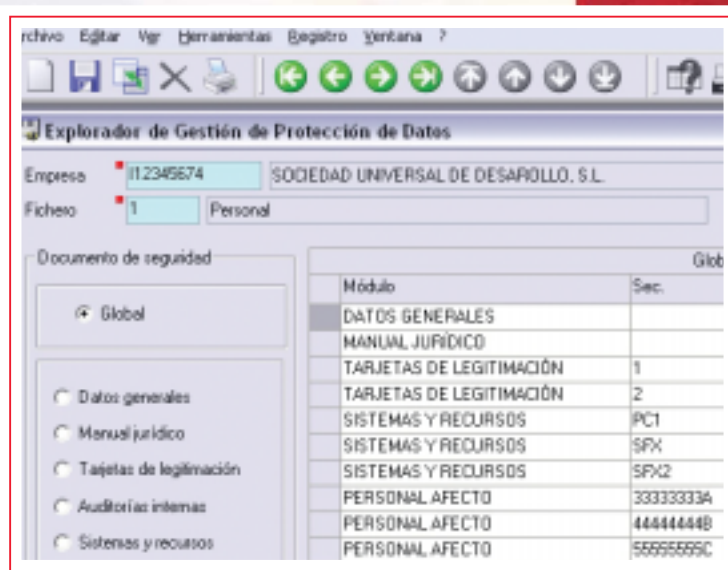 rchivo Editar Ver Herramientas Registro Ventana ?
Explorador de Gestión de Protección de Datos
Empresa I12345674 SOCIEDAD UNIVERSAL DE DESAROLLO, S.L.
Fichero 1 Personal
Documento de seguridad
Global
Datos generales
Manual jurídico
Tarjetas de legitimación
Auditorías internas
Sistemas y recursos
Glob
Módulo Sec.
DATOS GENERALES
MANUAL JURÍDICO
TARJETAS DE LEGITIMACIÓN 1
TARJETAS DE LEGITIMACIÓN 2
SISTEMAS Y RECURSOS PC1
SISTEMAS Y RECURSOS SFX
SISTEMAS Y RECURSOS SFX2
PERSONAL AFECTO 33333333A
PERSONAL AFECTO 44444444B
PERSONAL AFECTO 55555555C